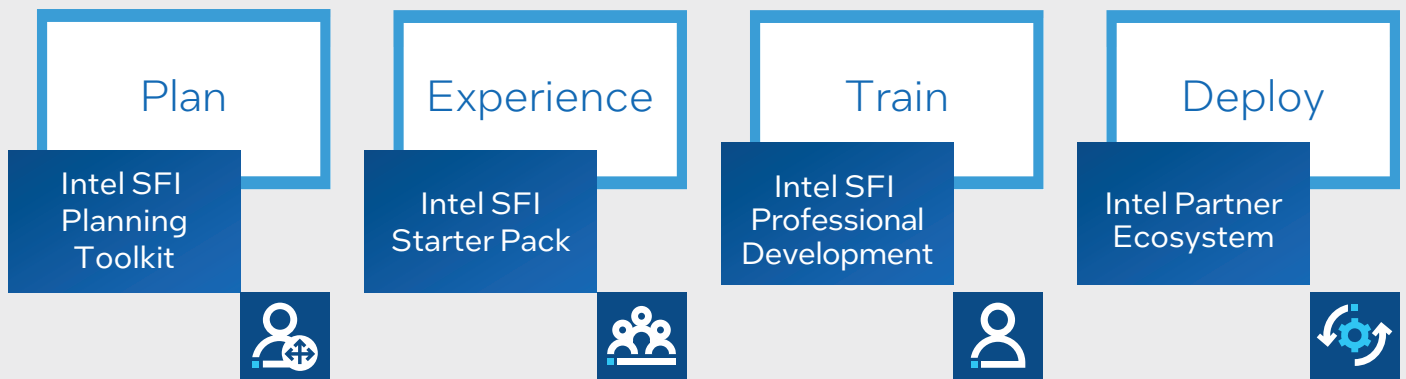 Plan
Intel SFI
Planning
Toolkit
Experience
Intel SFI
Starter Pack
Train
Intel SFI
Professional
Development
Deploy
Intel Partner
Ecosystem